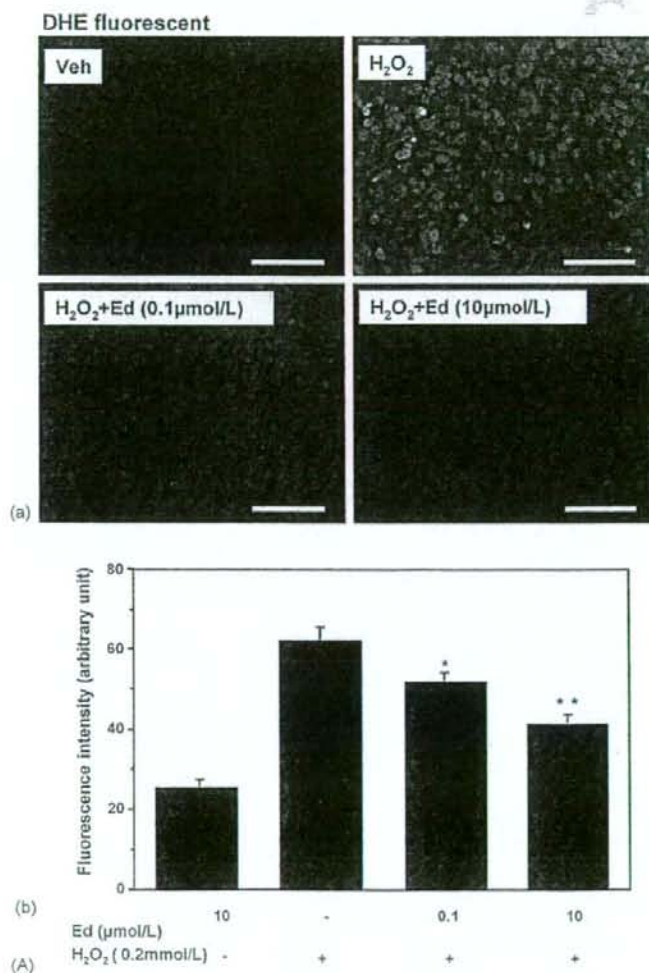 DHE fluorescent
Veh
H₂O₂
H₂O₂+Ed (0.1μmol/L)
H₂O₂+Ed (10μmol/L)
(a)
Fluorescence intensity (arbitrary unit)
80
60
40
20
0
*
* *
(b)
10 - 0.1 10
Ed (μmol/L)
H₂O₂ ( 0.2mmol/L) - + + +
(A)